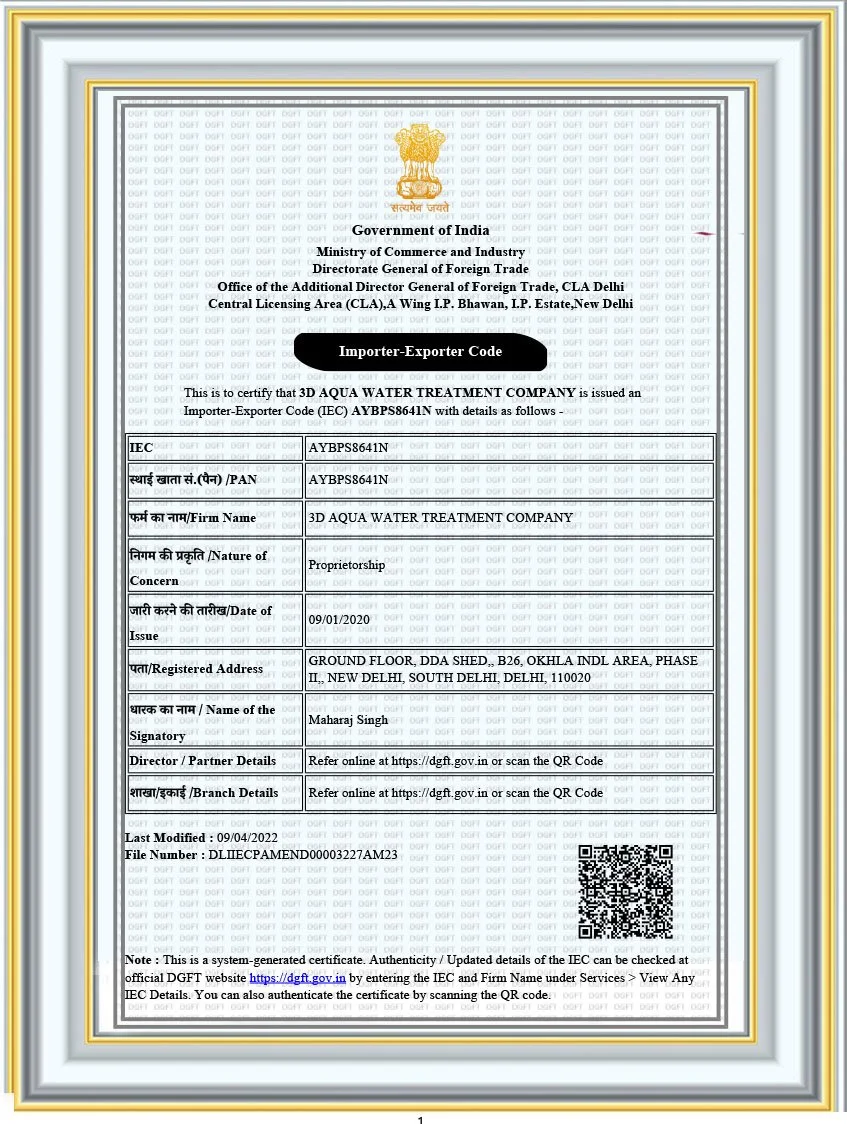 सत्यमेव जयते
Government of India
Ministry of Commerce and Industry
Directorate General of Foreign Trade
Office of the Additional Director General of Foreign Trade, CLA Delhi
Central Licensing Area (CLA),A Wing I.P. Bhawan, I.P. Estate,New Delhi
Importer-Exporter Code
This is to certify that 3D AQUA WATER TREATMENT COMPANY is issued an
Importer-Exporter Code (IEC) AYBPS8641N with details as follows -
IEC AYBPS8641N
स्थाई खाता सं.(पैन) /PAN AYBPS8641N
फर्म का नाम/Firm Name 3D AQUA WATER TREATMENT COMPANY
निगम की प्रकृति /Nature of
Concern
Proprietorship
जारी करने की तारीख/Date of
Issue
09/01/2020
पता/Registered Address
GROUND FLOOR, DDA SHED,, B26, OKHLA INDL AREA, PHASE
II,, NEW DELHI, SOUTH DELHI, DELHI, 110020
धारक का नाम / Name of the
Signatory
Maharaj Singh
Director / Partner Details Refer online at https://dgft.gov.in or scan the QR Code
शाखा/इकाई /Branch Details Refer online at https://dgft.gov.in or scan the QR Code
Last Modified : 09/04/2022
File Number : DLIIECPAMEND00003227AM23
Note : This is a system-generated certificate. Authenticity / Updated details of the IEC can be checked at
official DGFT website https://dgft.gov.in by entering the IEC and Firm Name under Services > View Any
IEC Details. You can also authenticate the certificate by scanning the QR code.
1